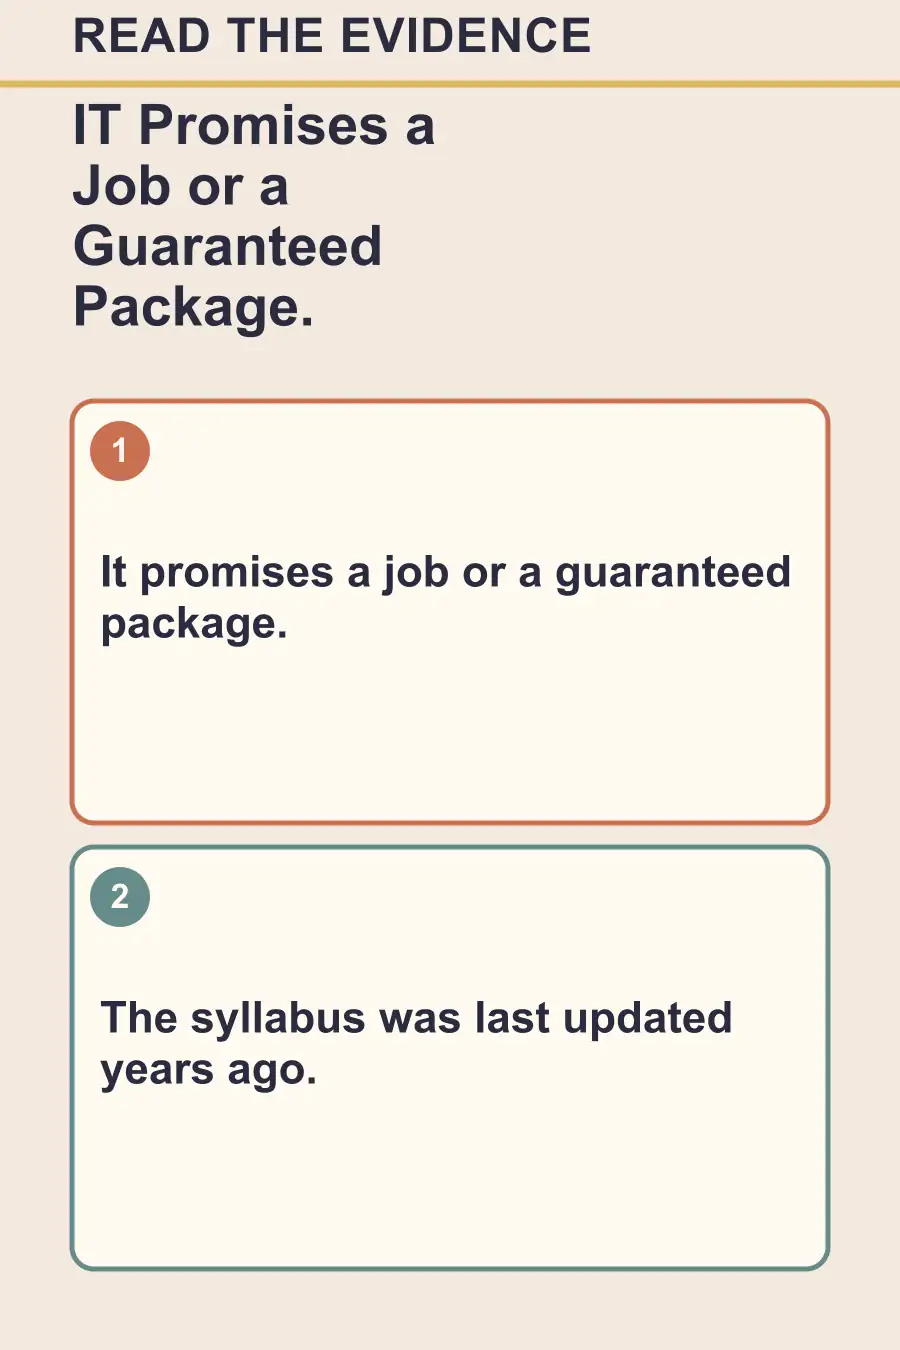 READ THE EVIDENCE
IT Promises a
Job or a
Guaranteed
Package.
1
It promises a job or a guaranteed
package.
2
The syllabus was last updated
years ago.